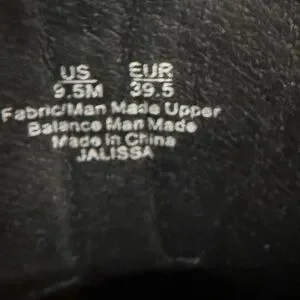 US EUR
9.5M 39.5
Fabric/Man Made Upper
Balance Man Made
Made In China
JALISSA